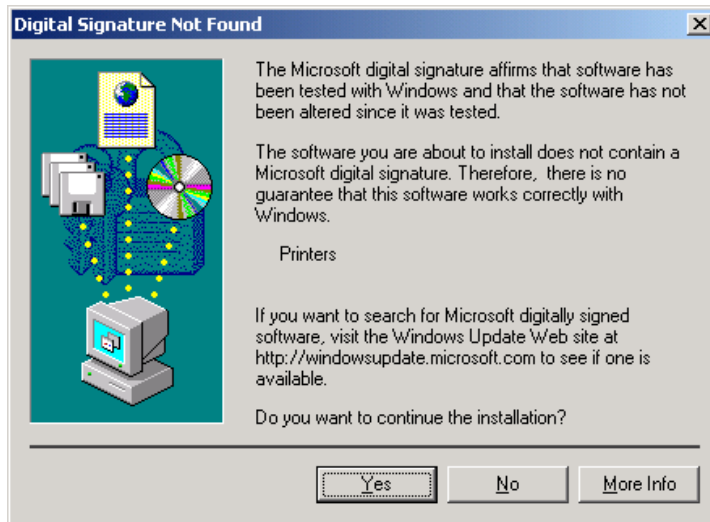 Digital Signature Not Found
The Microsoft digital signature affirms that software has
been tested with Windows and that the software has not
been altered since it was tested.
The software you are about to install does not contain a
Microsoft digital signature. Therefore,  there is no
guarantee that this software works correctly with
Windows.
Printers
If you want to search for Microsoft digitally signed
software, visit the Windows Update Web site at
http://windowsupdate.microsoft.com to see if one is
available.
Do you want to continue the installation?
Yes No More Info